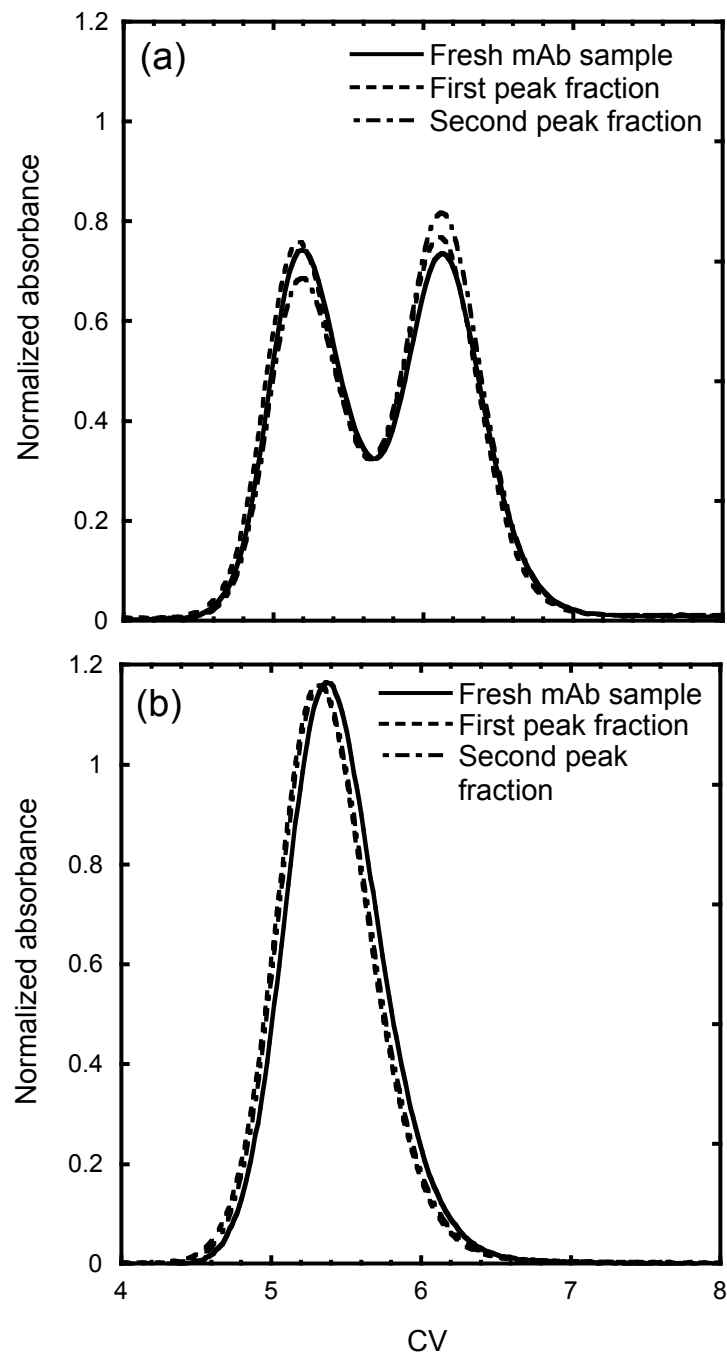 (a)
Fresh mAb sample
First peak fraction
Second peak fraction
Normalized absorbance
1.2
1
0.8
0.6
0.4
0.2
0
(b)
Fresh mAb sample
First peak fraction
Second peak
fraction
Normalized absorbance
1.2
1
0.8
0.6
0.4
0.2
0
4 5 6 7 8
CV